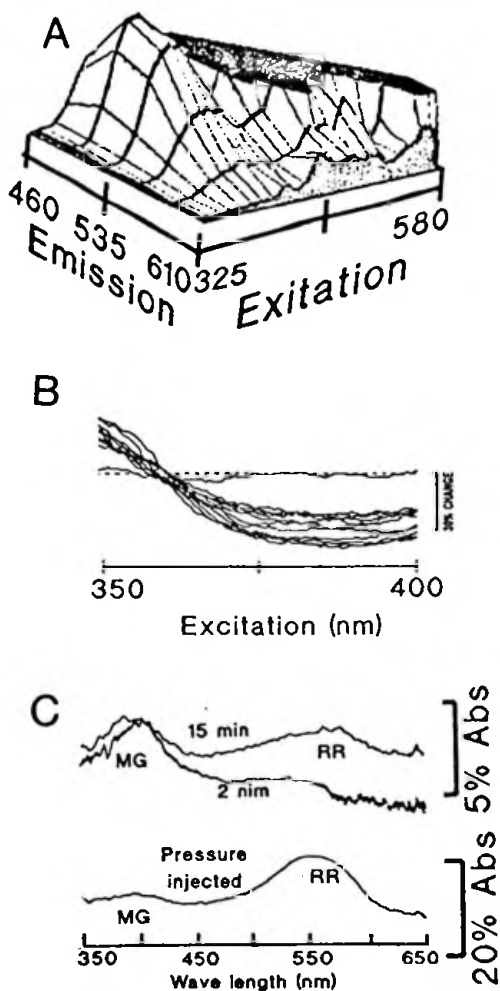 A
460 535 610 325 580
Emission Exitation
B
30% CHANGE
350 400
Excitation (nm)
C
15 min
MG RR
2 nim
5% Abs
Pressure
injected RR
MG
20% Abs
350 450 550 650
Wave length (nm)